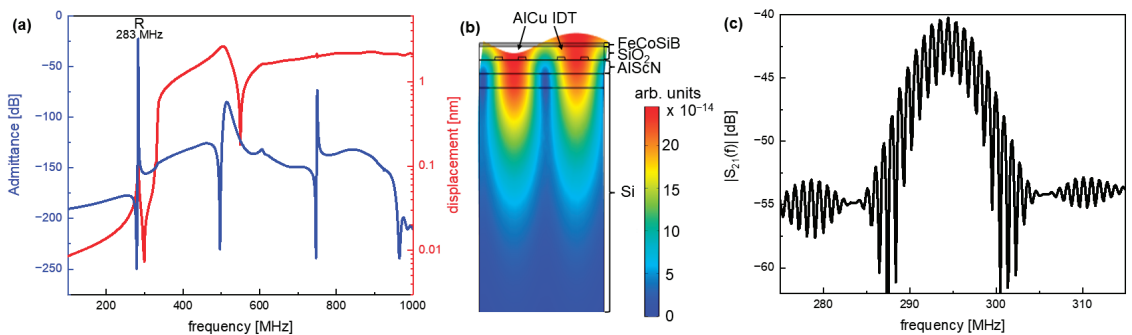 (a)
R
283 MHz
0
-50
-100
-150
-200
-250
Admittance [dB]
1
0.1
0.01
displacement [nm]
200
400
600
800
1000
frequency [MHz]
(b)
AlCu IDT
FeCoSiB
SiO₂
AlScN
Si
arb. units
x 10⁻¹⁴
20
15
10
5
0
(c)
-40
-45
-50
-55
-60
|S₂₁(f)| [dB]
280
290
300
310
frequency [MHz]